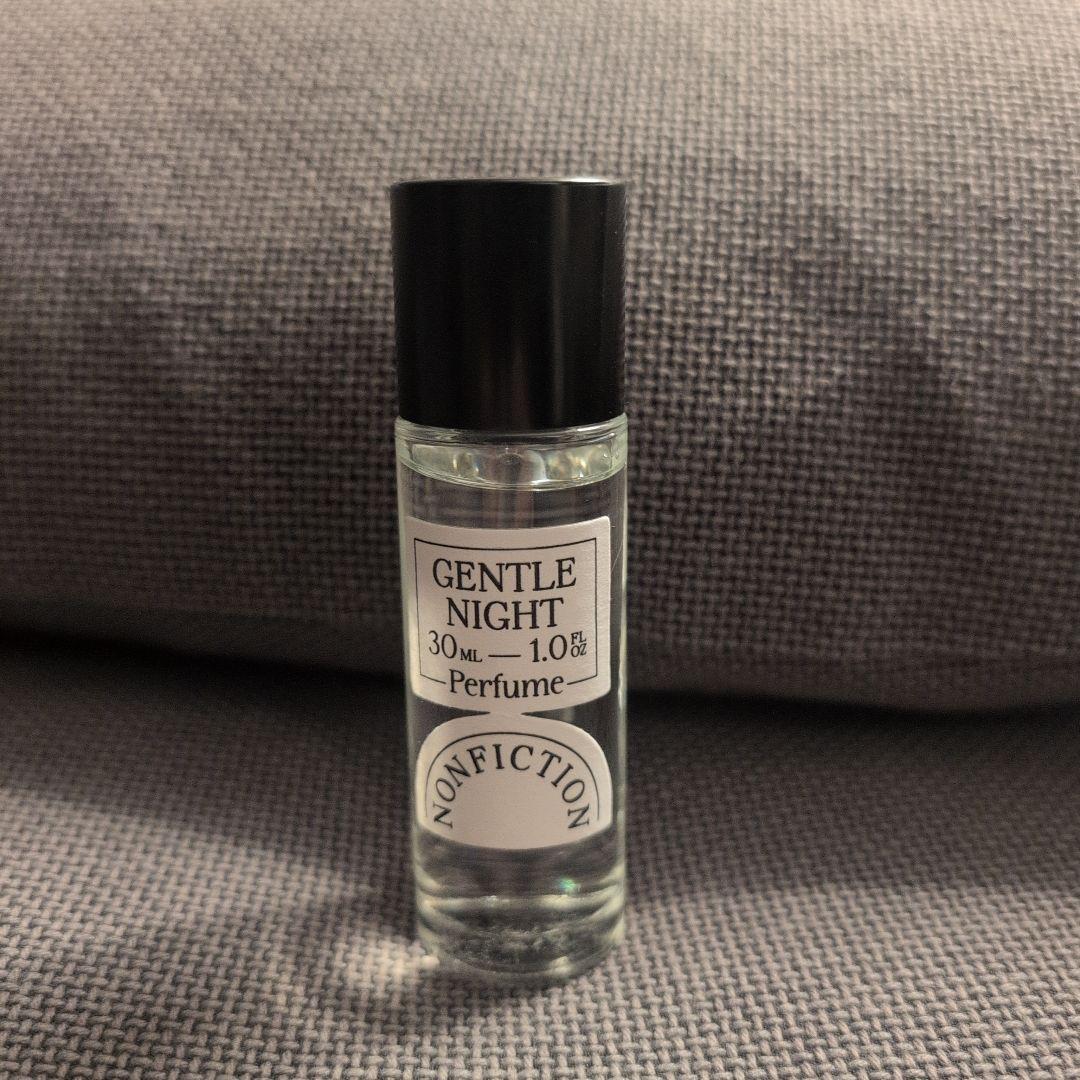 GENTLE
NIGHT
30ML — 1.0 FL OZ
Perfume
NONFICTION